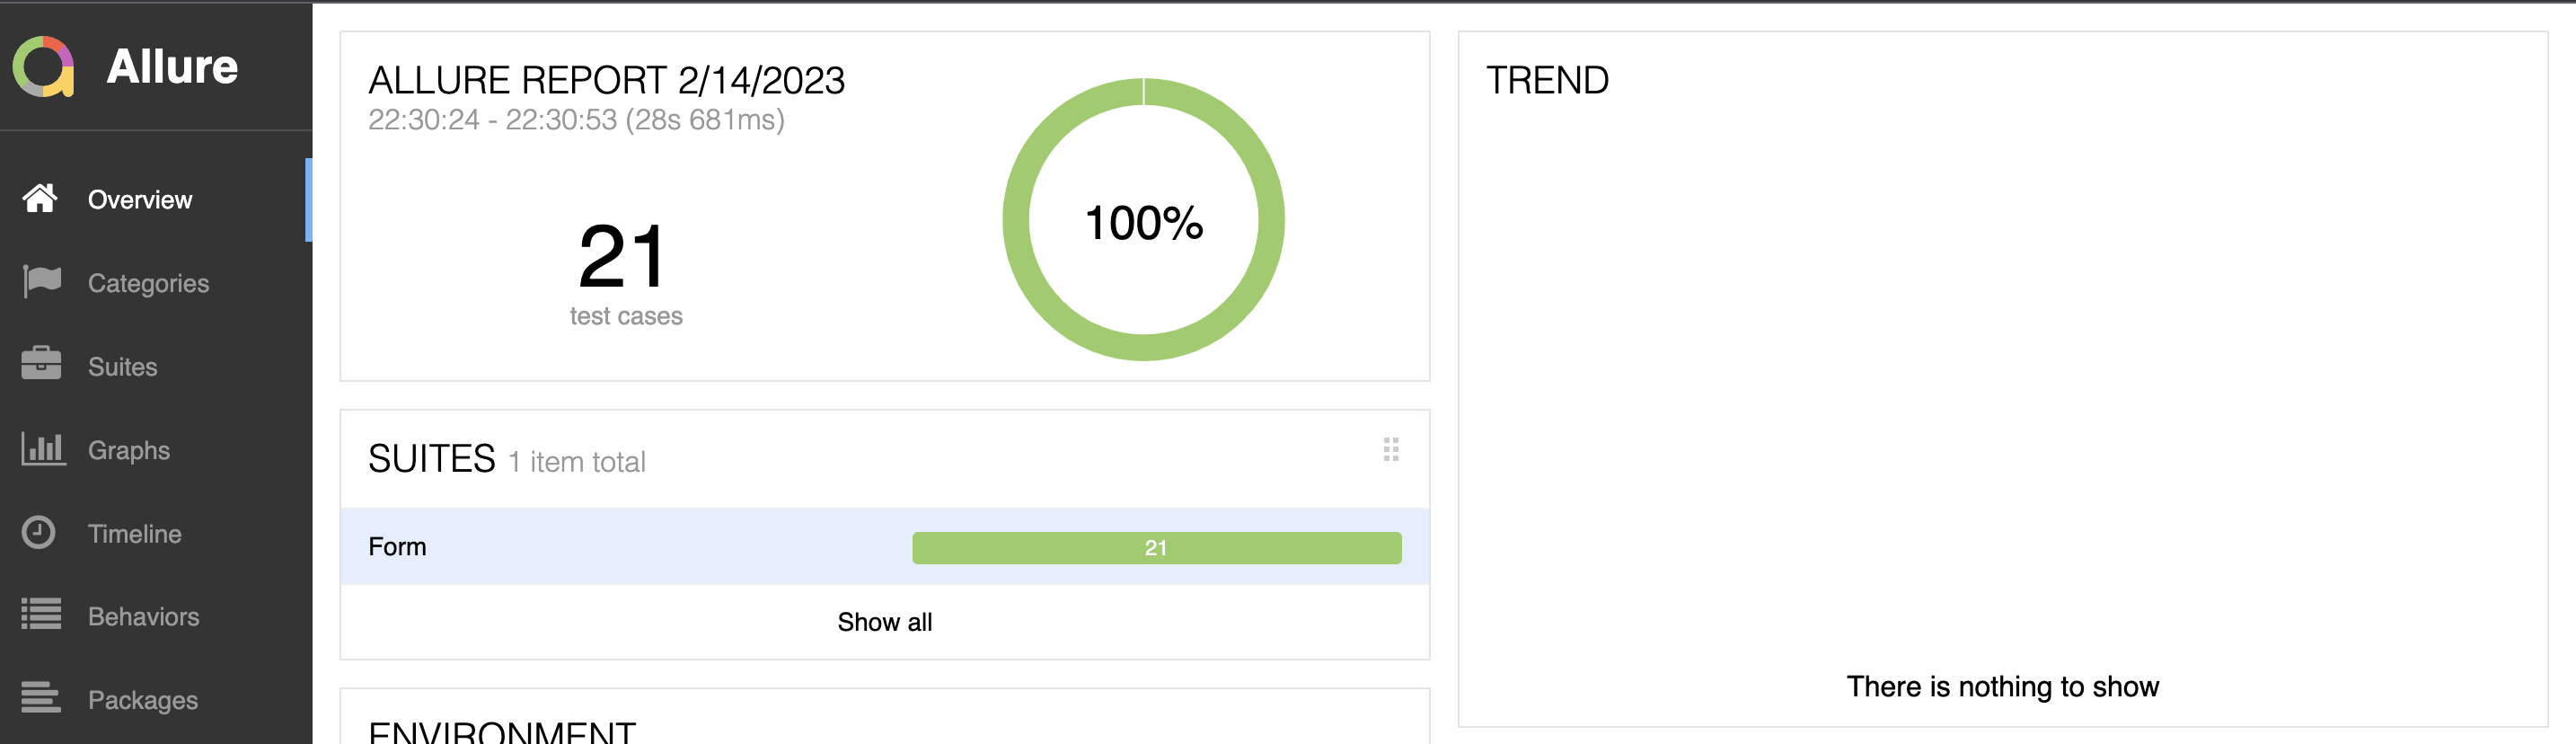 Allure
Overview
Categories
Suites
Graphs
Timeline
Behaviors
Packages
ALLURE REPORT 2/14/2023
22:30:24 - 22:30:53 (28s 681ms)
21
test cases
100%
SUITES 1 item total
Form 21
Show all
ENVIRONMENT
TREND
There is nothing to show